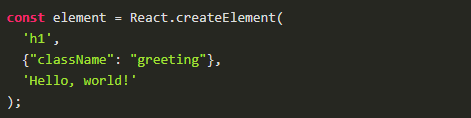 const element = React.createElement(
  'h1',
  {"className": "greeting"},
  'Hello, world!'
);